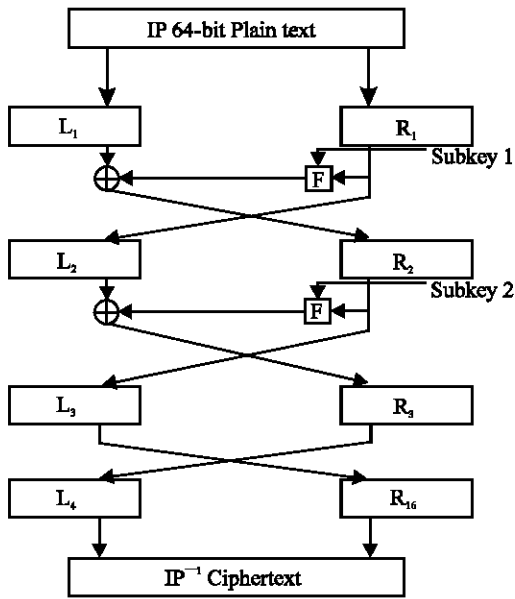 IP 64-bit Plain text
L₁
R₁
Subkey 1
F
L₂
R₂
Subkey 2
F
L₃
R₃
L₄
R₁₆
IP⁻¹ Ciphertext